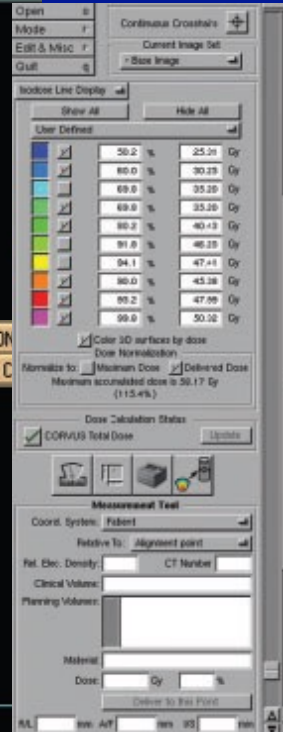 Open o
Mode r
Edit & Misc r
Quit q
Continuous Crosshairs
Current Image Set
Base Image
Isodose Line Display
Show All Hide All
User Defined
50.2 % 25.31 Gy
60.0 % 30.25 Gy
69.8 % 35.20 Gy
69.8 % 35.20 Gy
80.2 % 40.43 Gy
91.8 % 46.25 Gy
94.1 % 47.41 Gy
90.0 % 45.36 Gy
95.2 % 47.99 Gy
99.8 % 50.32 Gy
Color 3D surfaces by dose
Dose Normalization
Normalize to: Maximum Dose Delivered Dose
Maximum accumulated dose is 58.17 Gy
(115.4%)
Dose Calculation Status
CORVUS Total Dose Update
Measurement Tool
Coord. System: Patient
Relative To: Alignment point
Rel. Elec. Density: CT Number
Clinical Volume:
Planning Volumes:
Material
Dose: Gy %
Deliver to this Point
R/L mm A/P mm I/S mm